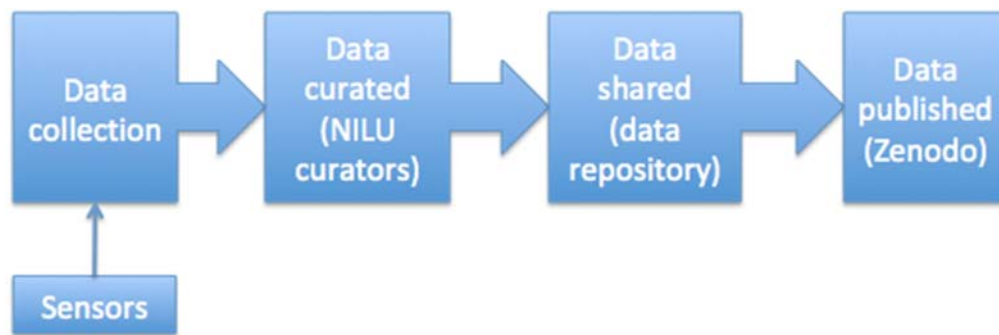 Data
collection
Data
curated
(NILU
curators)
Data
shared
(data
repository)
Data
published
(Zenodo)
Sensors